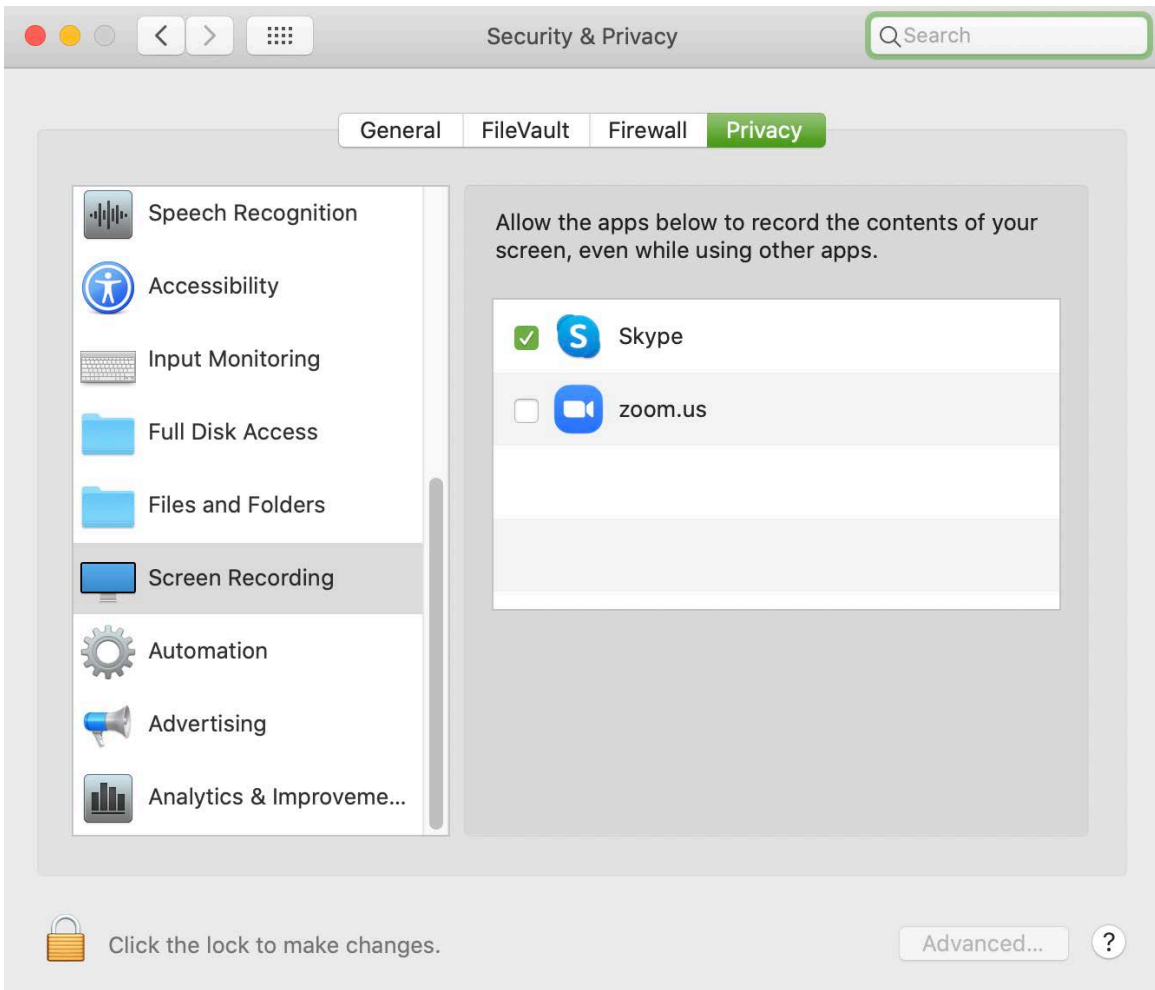 Security & Privacy
Search
General FileVault Firewall Privacy
Speech Recognition
Accessibility
Input Monitoring
Full Disk Access
Files and Folders
Screen Recording
Automation
Advertising
Analytics & Improveme...
Allow the apps below to record the contents of your
screen, even while using other apps.
S Skype
zoom.us
Click the lock to make changes.
Advanced... ?